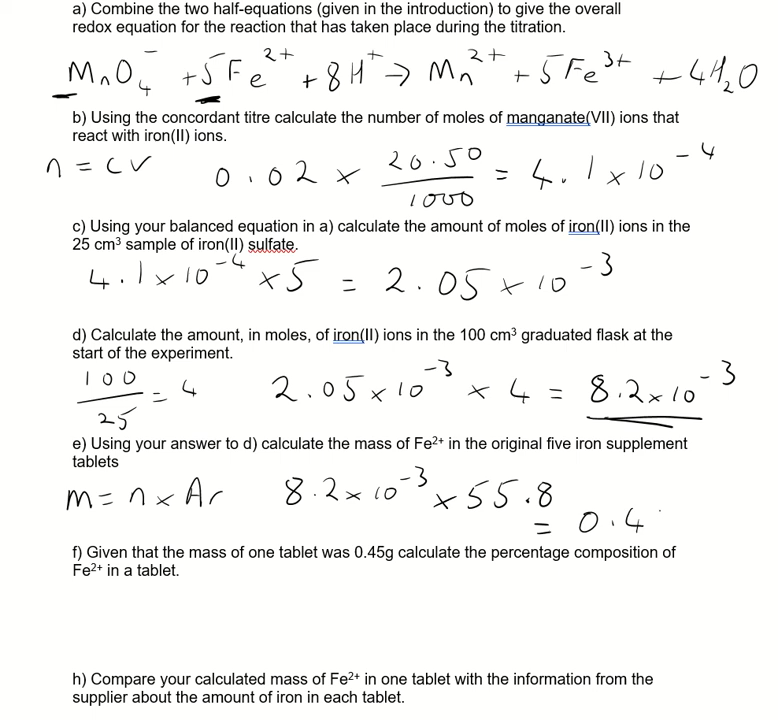 a) Combine the two half-equations (given in the introduction) to give the overall
redox equation for the reaction that has taken place during the titration.
MnO₄⁻ + 5Fe²⁺ + 8H⁺ → Mn²⁺ + 5Fe³⁺ + 4H₂O
b) Using the concordant titre calculate the number of moles of manganate(VII) ions that
react with iron(II) ions.
n = cv 0.02 × 20.50/1000 = 4.1 × 10⁻⁴
c) Using your balanced equation in a) calculate the amount of moles of iron(II) ions in the
25 cm³ sample of iron(II) sulfate.
4.1 × 10⁻⁴ × 5 = 2.05 × 10⁻³
d) Calculate the amount, in moles, of iron(II) ions in the 100 cm³ graduated flask at the
start of the experiment.
100/25 = 4 2.05 × 10⁻³ × 4 = 8.2 × 10⁻³
e) Using your answer to d) calculate the mass of Fe²⁺ in the original five iron supplement
tablets
m = n × Ar 8.2 × 10⁻³ × 55.8
= 0.4
f) Given that the mass of one tablet was 0.45g calculate the percentage composition of
Fe²⁺ in a tablet.
h) Compare your calculated mass of Fe²⁺ in one tablet with the information from the
supplier about the amount of iron in each tablet.